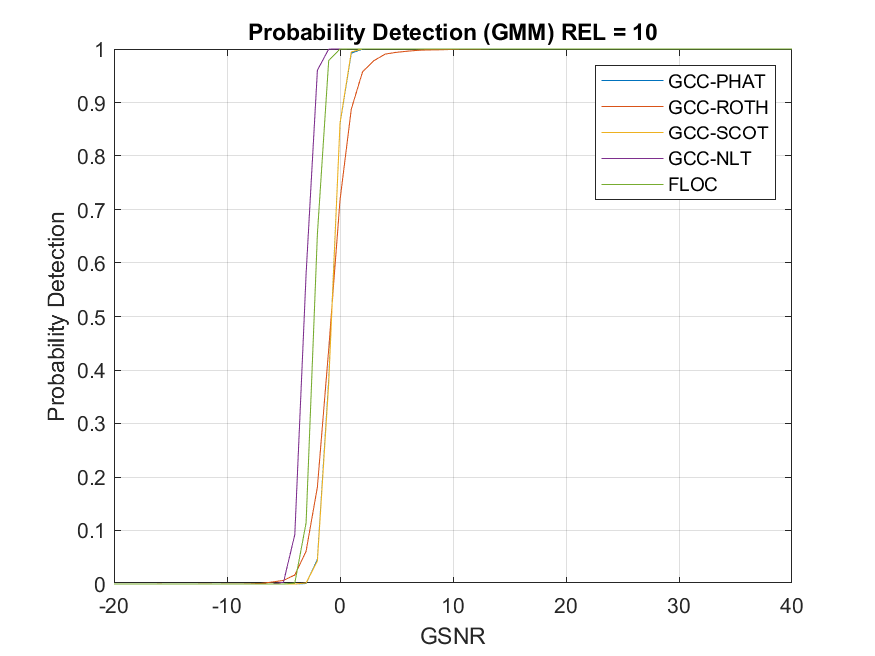 Probability Detection (GMM) REL = 10
1
0.9
0.8
0.7
0.6
0.5
0.4
0.3
0.2
0.1
0
Probability Detection
GCC-PHAT
GCC-ROTH
GCC-SCOT
GCC-NLT
FLOC
-20
-10
0
10
20
30
40
GSNR